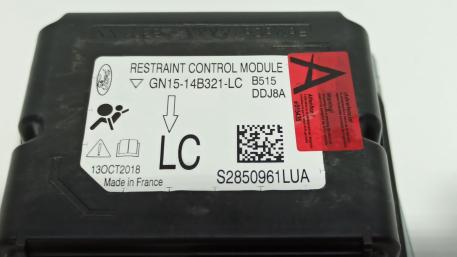 RESTRAINT CONTROL MODULE
GN15-14B321-LC B515
DDJ8A
A
LC
13OCT2018
Made in France
S2850961LUA